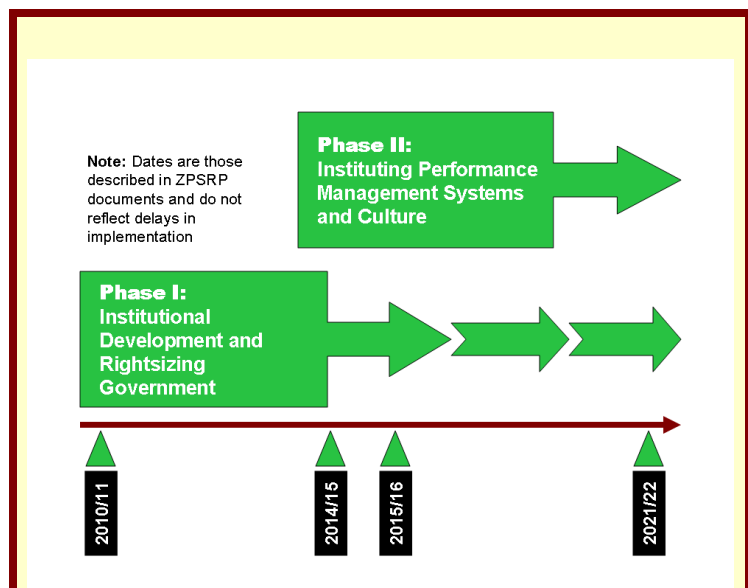 Phase II:
Instituting Performance
Management Systems
and Culture
Note: Dates are those
described in ZPSRP
documents and do not
reflect delays in
implementation
Phase I:
Institutional
Development and
Rightsizing
Government
2010/11
2014/15
2015/16
2021/22